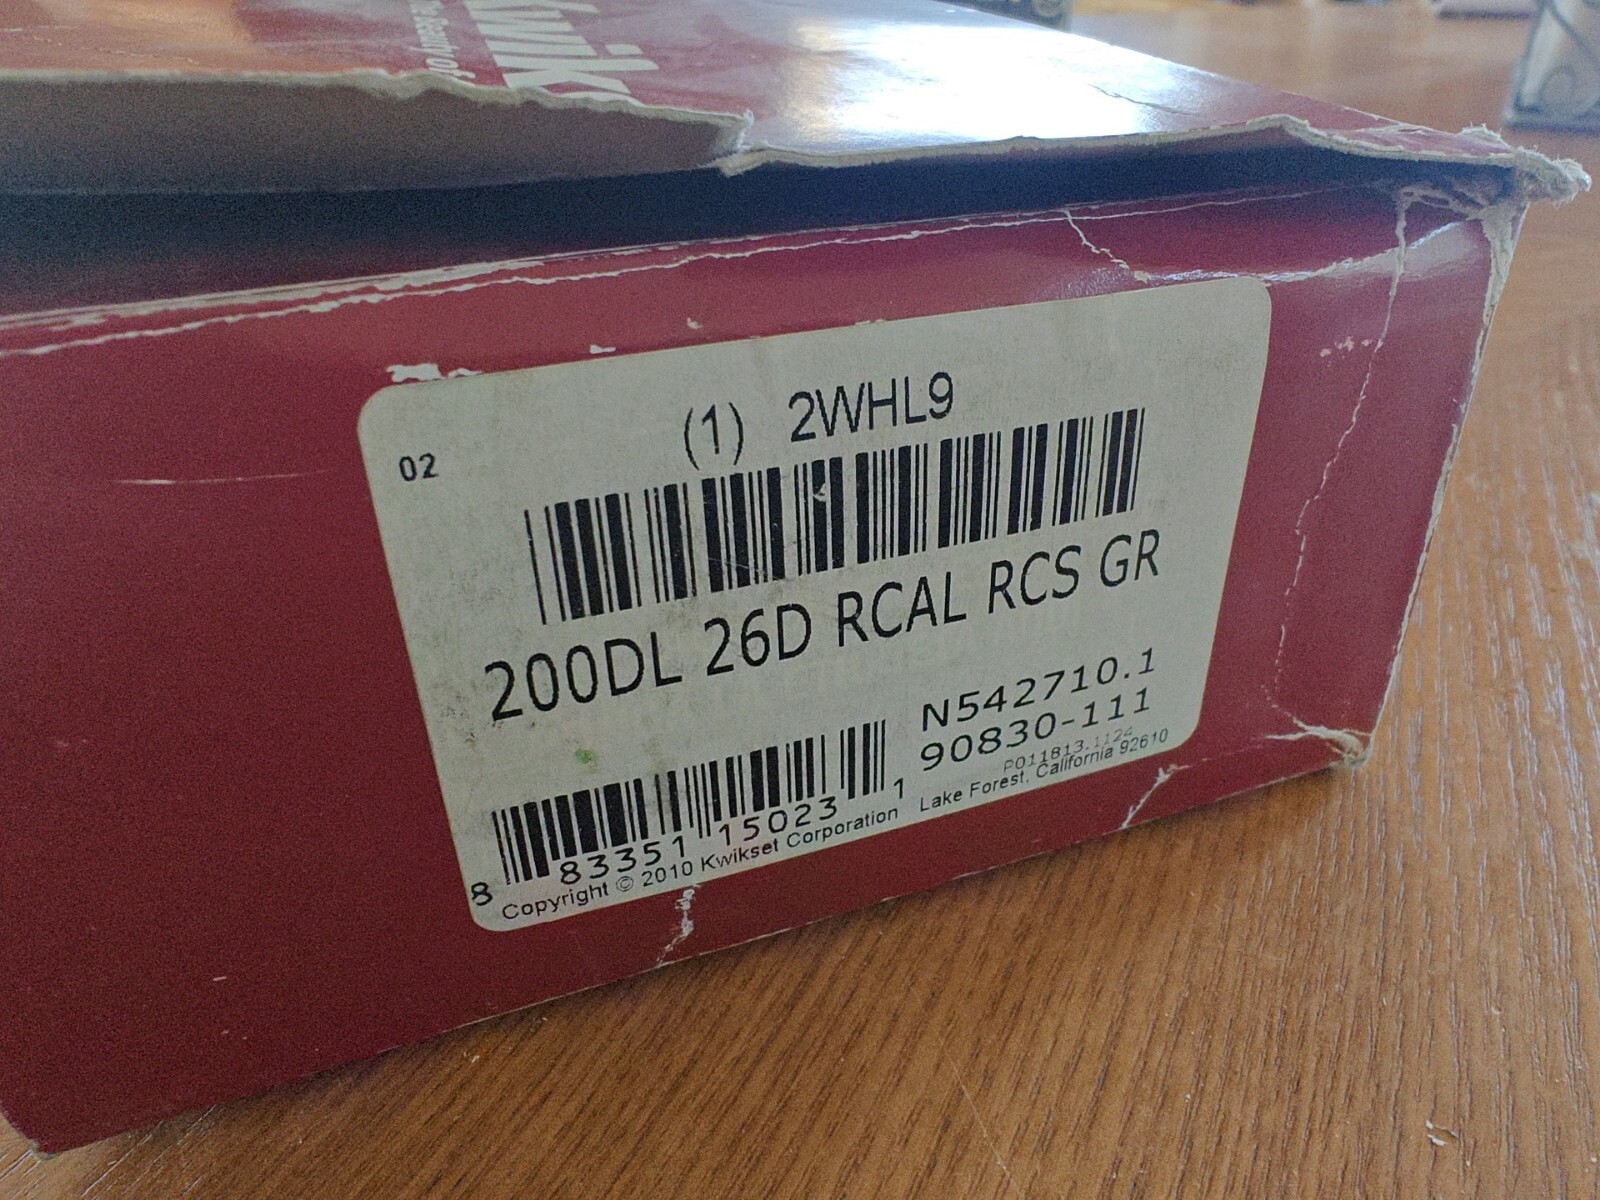 Kwik
02
(1) 2WHL9
200DL 26D RCAL RCS GR
N542710.1
90830-111
P011813.1124
8 83351 15023 1
Copyright © 2010 Kwikset Corporation Lake Forest, California 92610